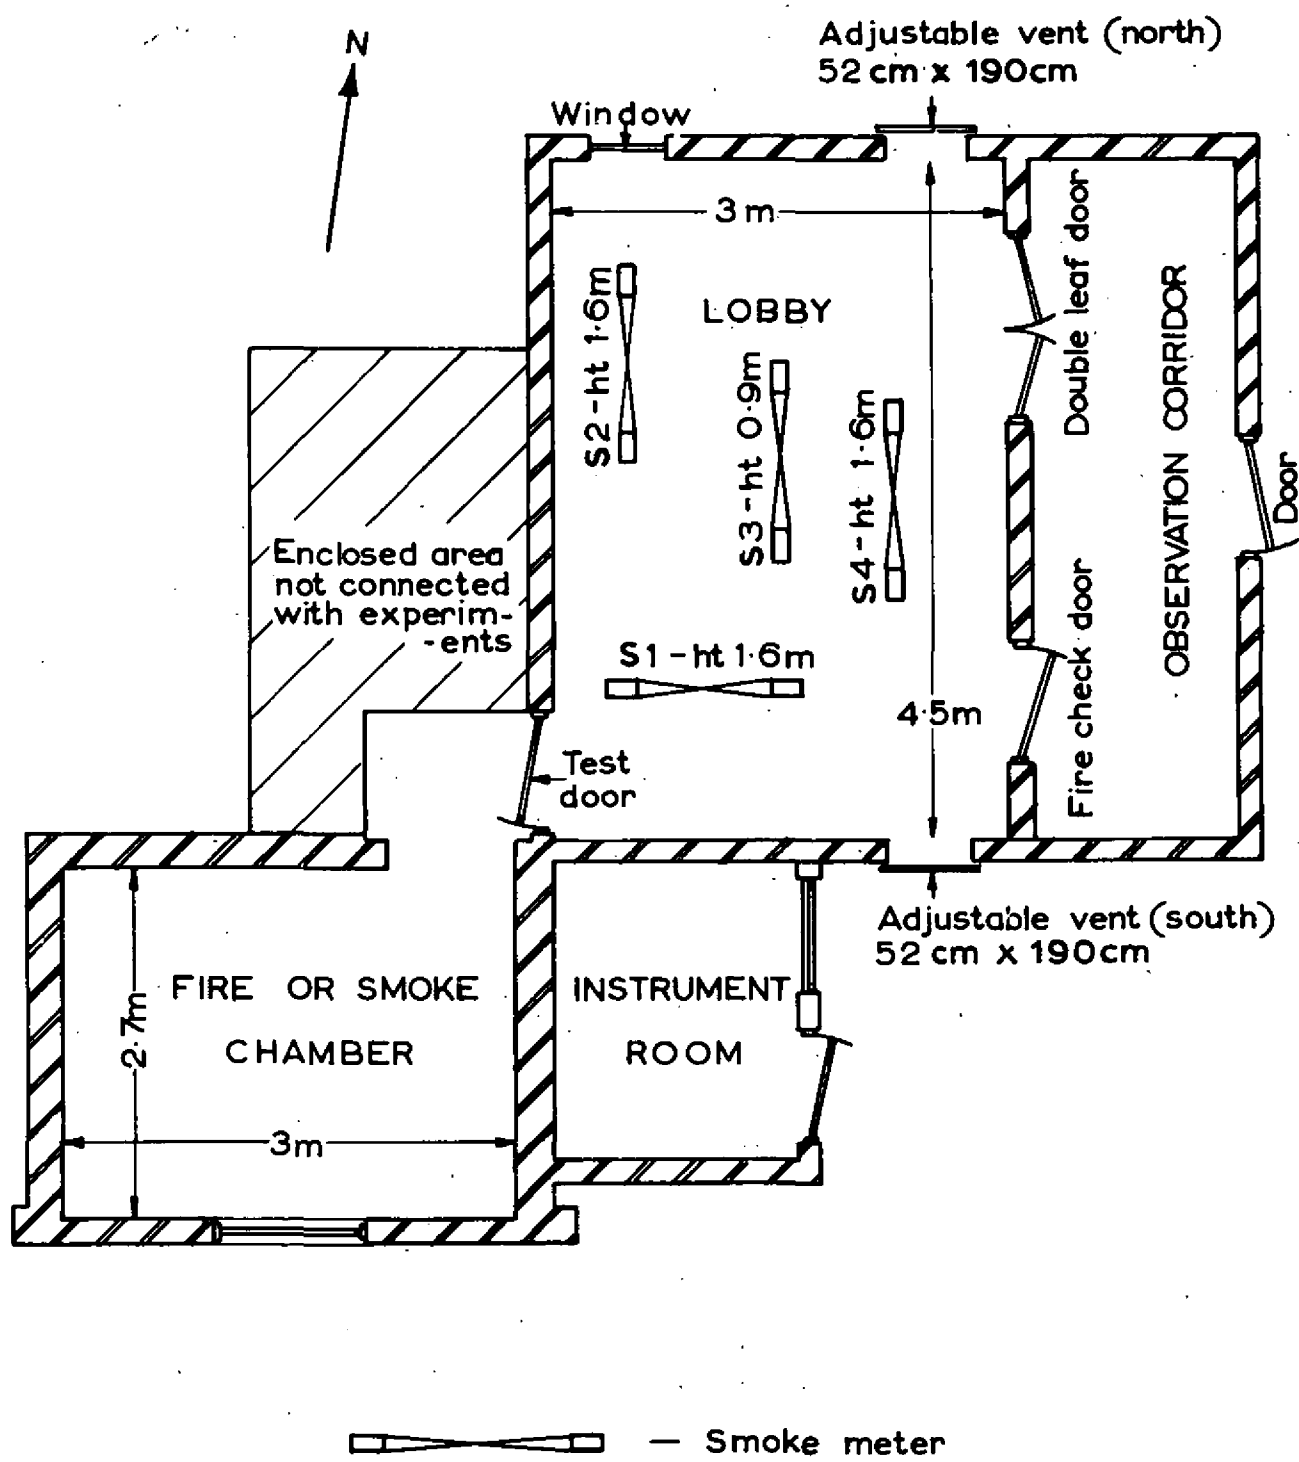 N
Adjustable vent (north)
52 cm x 190cm
Window
3 m
LOBBY
S2-ht 1·6m
S3-ht 0·9m
S4-ht 1·6m
S1-ht 1·6m
4·5m
Double leaf door
OBSERVATION CORRIDOR
Door
Fire check door
Enclosed area
not connected
with experim-
-ents
Test
door
Adjustable vent (south)
52 cm x 190cm
FIRE OR SMOKE
CHAMBER
2·7m
3m
INSTRUMENT
ROOM
— Smoke meter